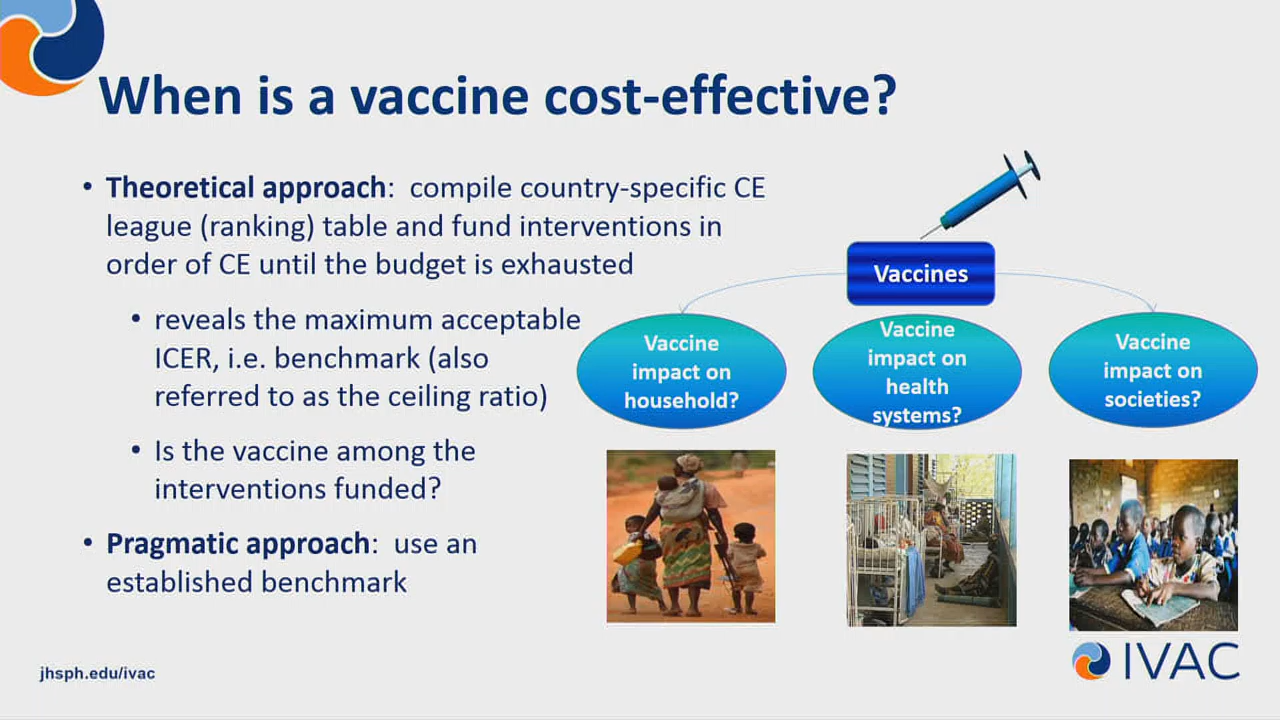 When is a vaccine cost-effective?
• Theoretical approach: compile country-specific CE
league (ranking) table and fund interventions in
order of CE until the budget is exhausted
• reveals the maximum acceptable
ICER, i.e. benchmark (also
referred to as the ceiling ratio)
• Is the vaccine among the
interventions funded?
• Pragmatic approach: use an
established benchmark
Vaccines
Vaccine
impact on
household?
Vaccine
impact on
health
systems?
Vaccine
impact on
societies?
jhsph.edu/ivac
IVAC